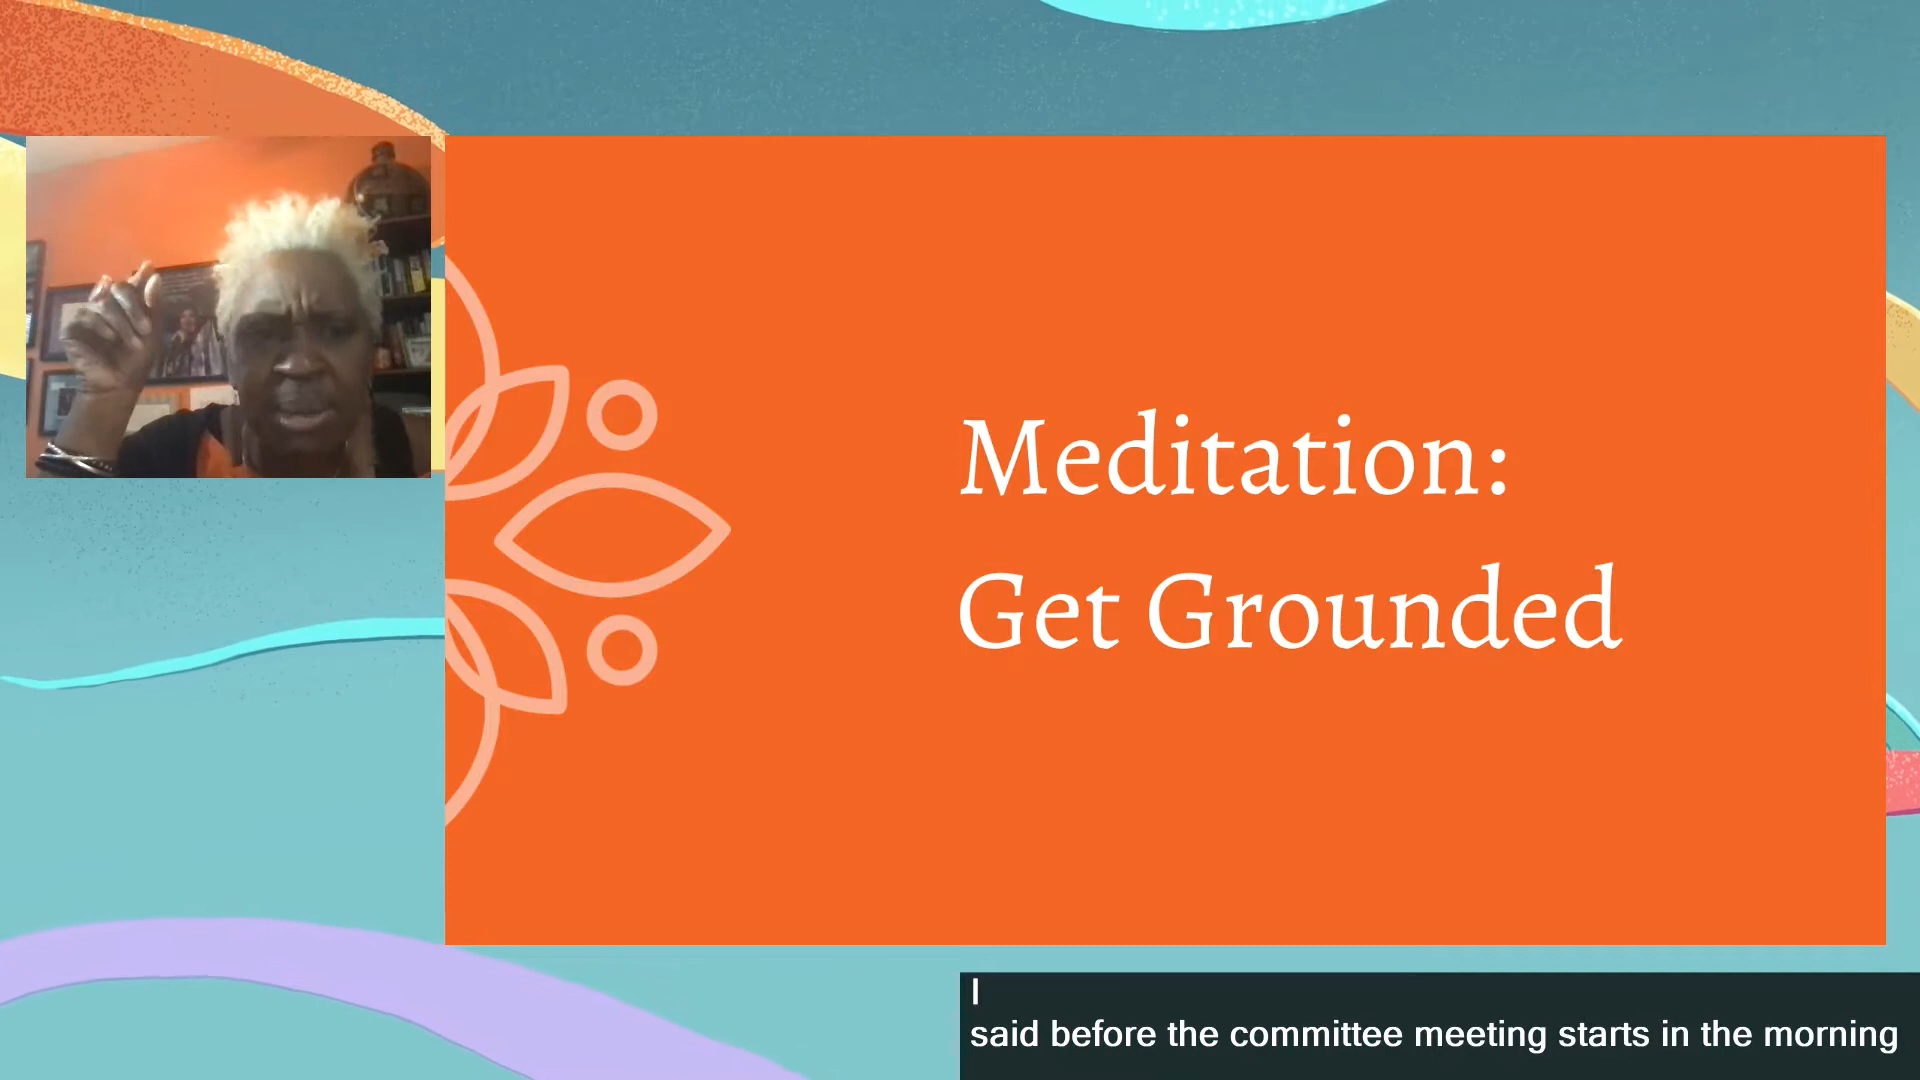 Meditation:
Get Grounded
I
said before the committee meeting starts in the morning